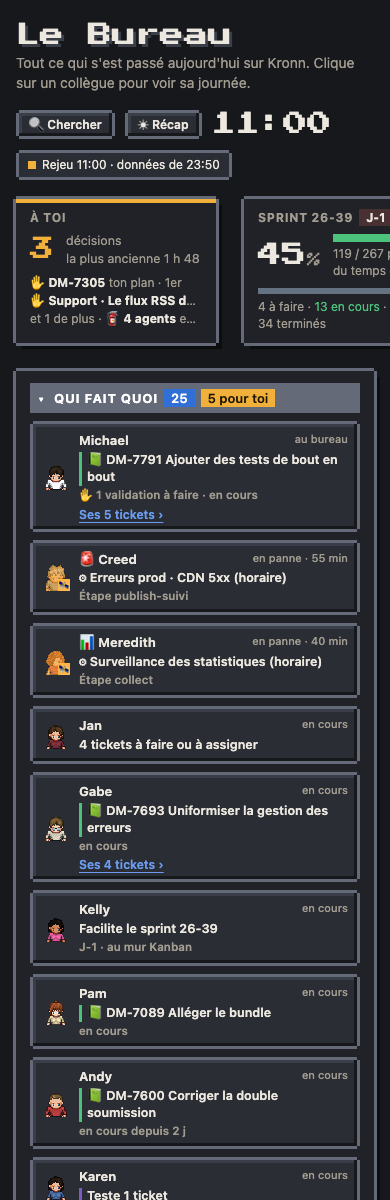 Le Bureau
Tout ce qui s'est passé aujourd'hui sur Kronn. Clique
sur un collègue pour voir sa journée.
Chercher
Récap
11:00
Rejeu 11:00 · données de 23:50
À TOI
3
décisions
la plus ancienne 1 h 48
DM-7305 ton plan · 1er
Support · Le flux RSS d…
et 1 de plus · 4 agents e…
SPRINT 26-39 J-1
45%
119 / 267
du temps
4 à faire · 13 en cours ·
34 terminés
QUI FAIT QUOI 25 5 pour toi
Michael
au bureau
DM-7791 Ajouter des tests de bout en
bout
1 validation à faire · en cours
Ses 5 tickets ›
Creed
en panne · 55 min
Erreurs prod · CDN 5xx (horaire)
Étape publish-suivi
Meredith
en panne · 40 min
Surveillance des statistiques (horaire)
Étape collect
Jan
en cours
4 tickets à faire ou à assigner
Gabe
en cours
DM-7693 Uniformiser la gestion des
erreurs
en cours
Ses 4 tickets ›
Kelly
en cours
Facilite le sprint 26-39
J-1 · au mur Kanban
Pam
en cours
DM-7089 Alléger le bundle
en cours
Andy
en cours
DM-7600 Corriger la double
soumission
en cours depuis 2 j
Karen
en cours
Teste 1 ticket